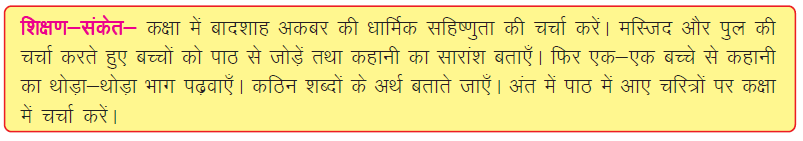 शिक्षण–संकेत– कक्षा में बादशाह अकबर की धार्मिक सहिष्णुता की चर्चा करें। मस्जिद और पुल की
चर्चा करते हुए बच्चों को पाठ से जोड़ें तथा कहानी का सारांश बताएँ। फिर एक–एक बच्चे से कहानी
का थोड़ा–थोड़ा भाग पढ़वाएँ। कठिन शब्दों के अर्थ बताते जाएँ। अंत में पाठ में आए चरित्रों पर कक्षा
में चर्चा करें।